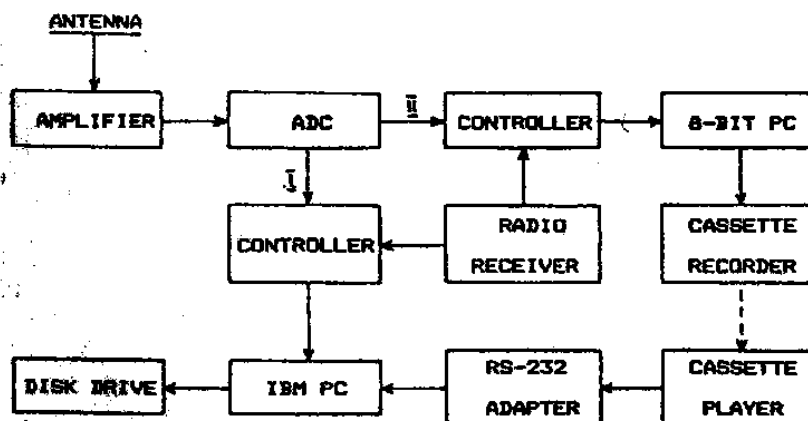 ANTENNA
AMPLIFIER
ADC
II
CONTROLLER
8-BIT PC
I
CONTROLLER
RADIO
RECEIVER
CASSETTE
RECORDER
DISK DRIVE
IBM PC
RS-232
ADAPTER
CASSETTE
PLAYER